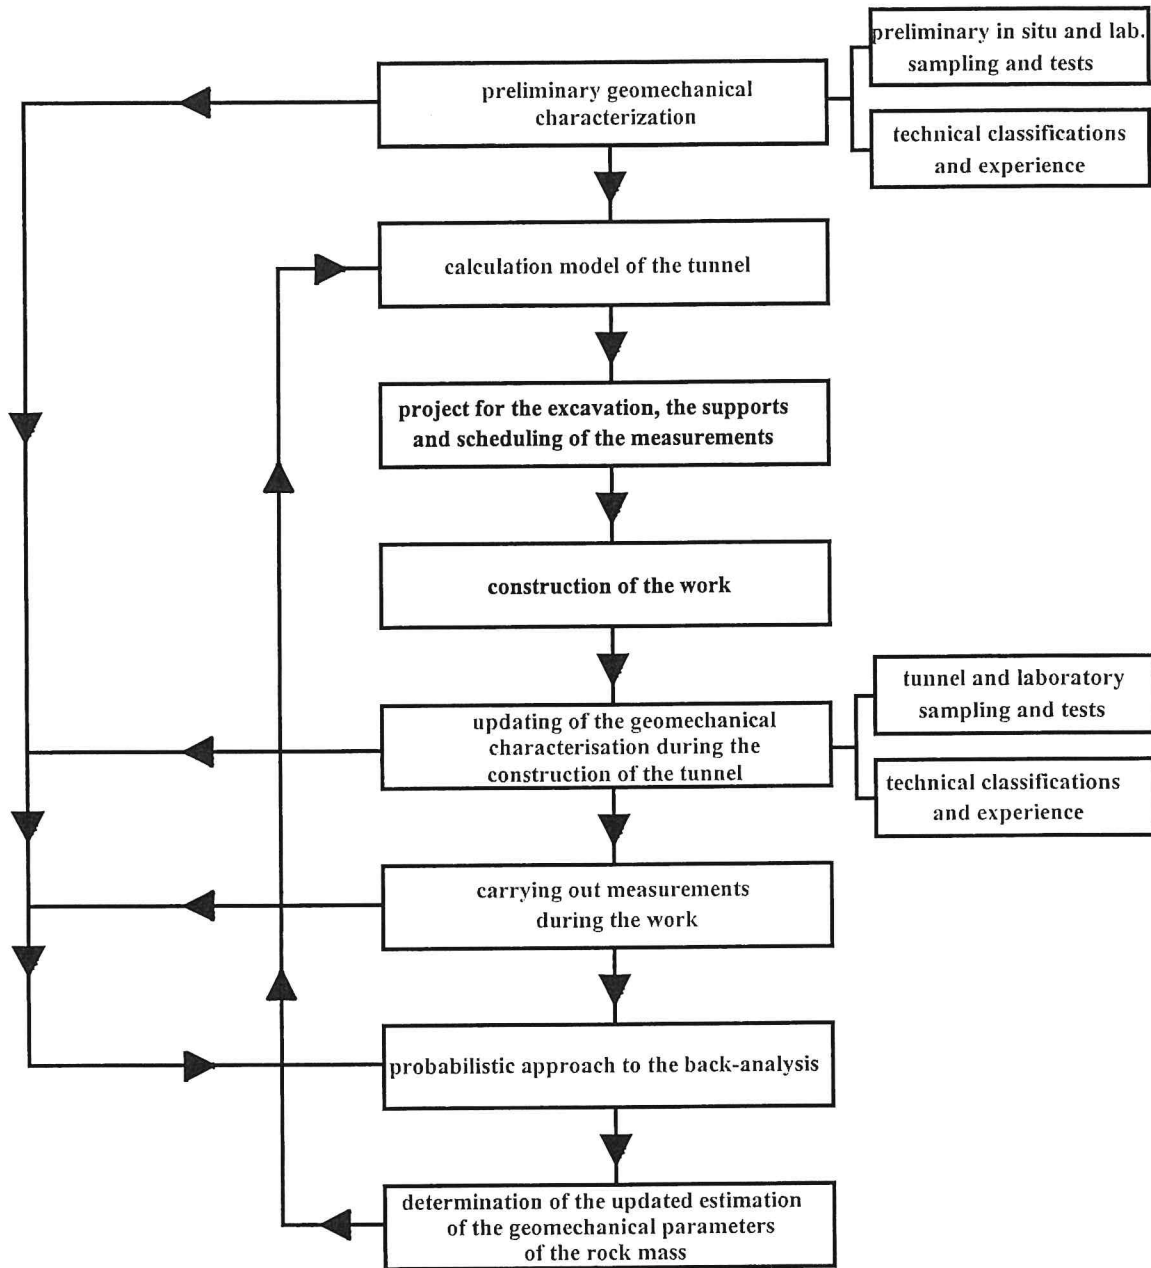 preliminary in situ and lab.
sampling and tests
preliminary geomechanical
characterization
technical classifications
and experience
calculation model of the tunnel
project for the excavation, the supports
and scheduling of the measurements
construction of the work
tunnel and laboratory
sampling and tests
updating of the geomechanical
characterisation during the
construction of the tunnel
technical classifications
and experience
carrying out measurements
during the work
probabilistic approach to the back-analysis
determination of the updated estimation
of the geomechanical parameters
of the rock mass